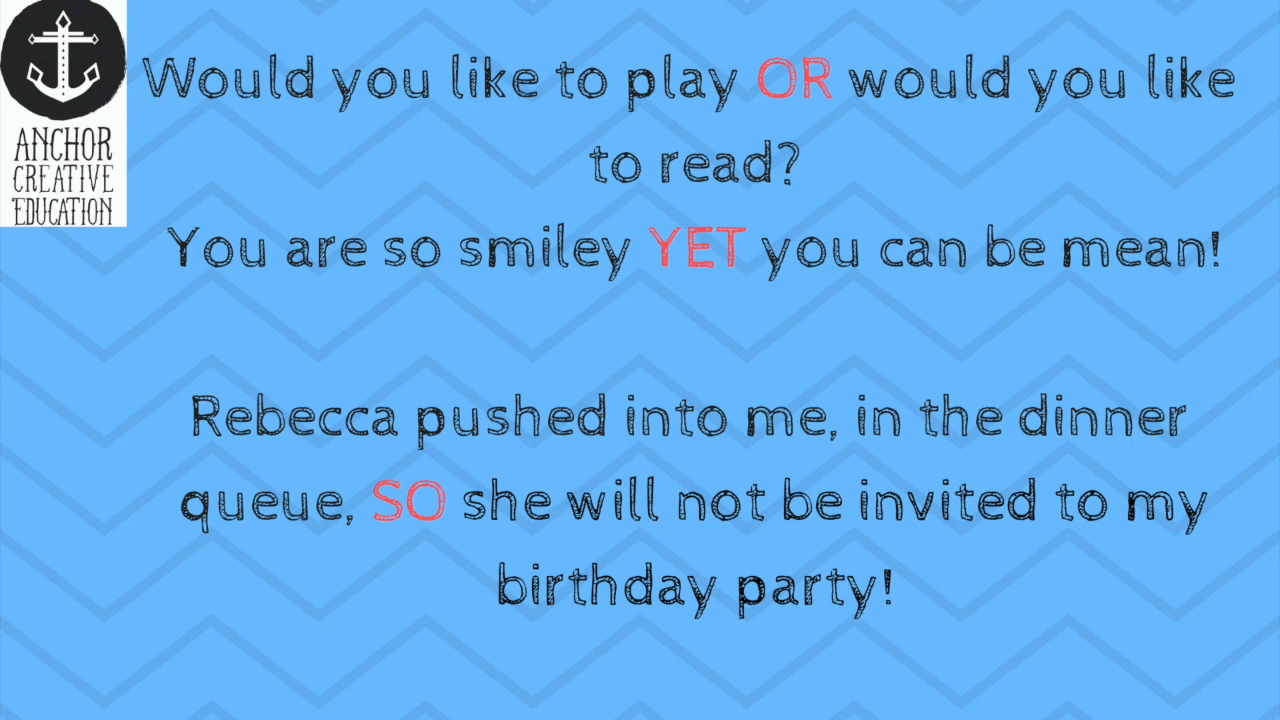 ANCHOR
CREATIVE
EDUCATION
Would you like to play OR would you like
to read?
You are so smiley YET you can be mean!
Rebecca pushed into me, in the dinner
queue, SO she will not be invited to my
birthday party!